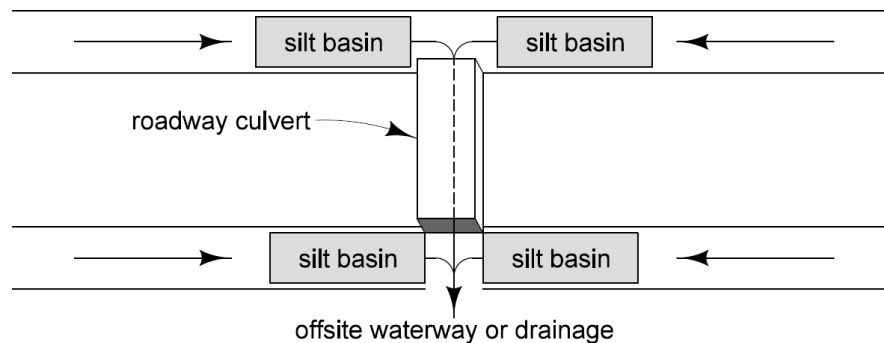 silt basin
silt basin
roadway culvert
silt basin
silt basin
offsite waterway or drainage